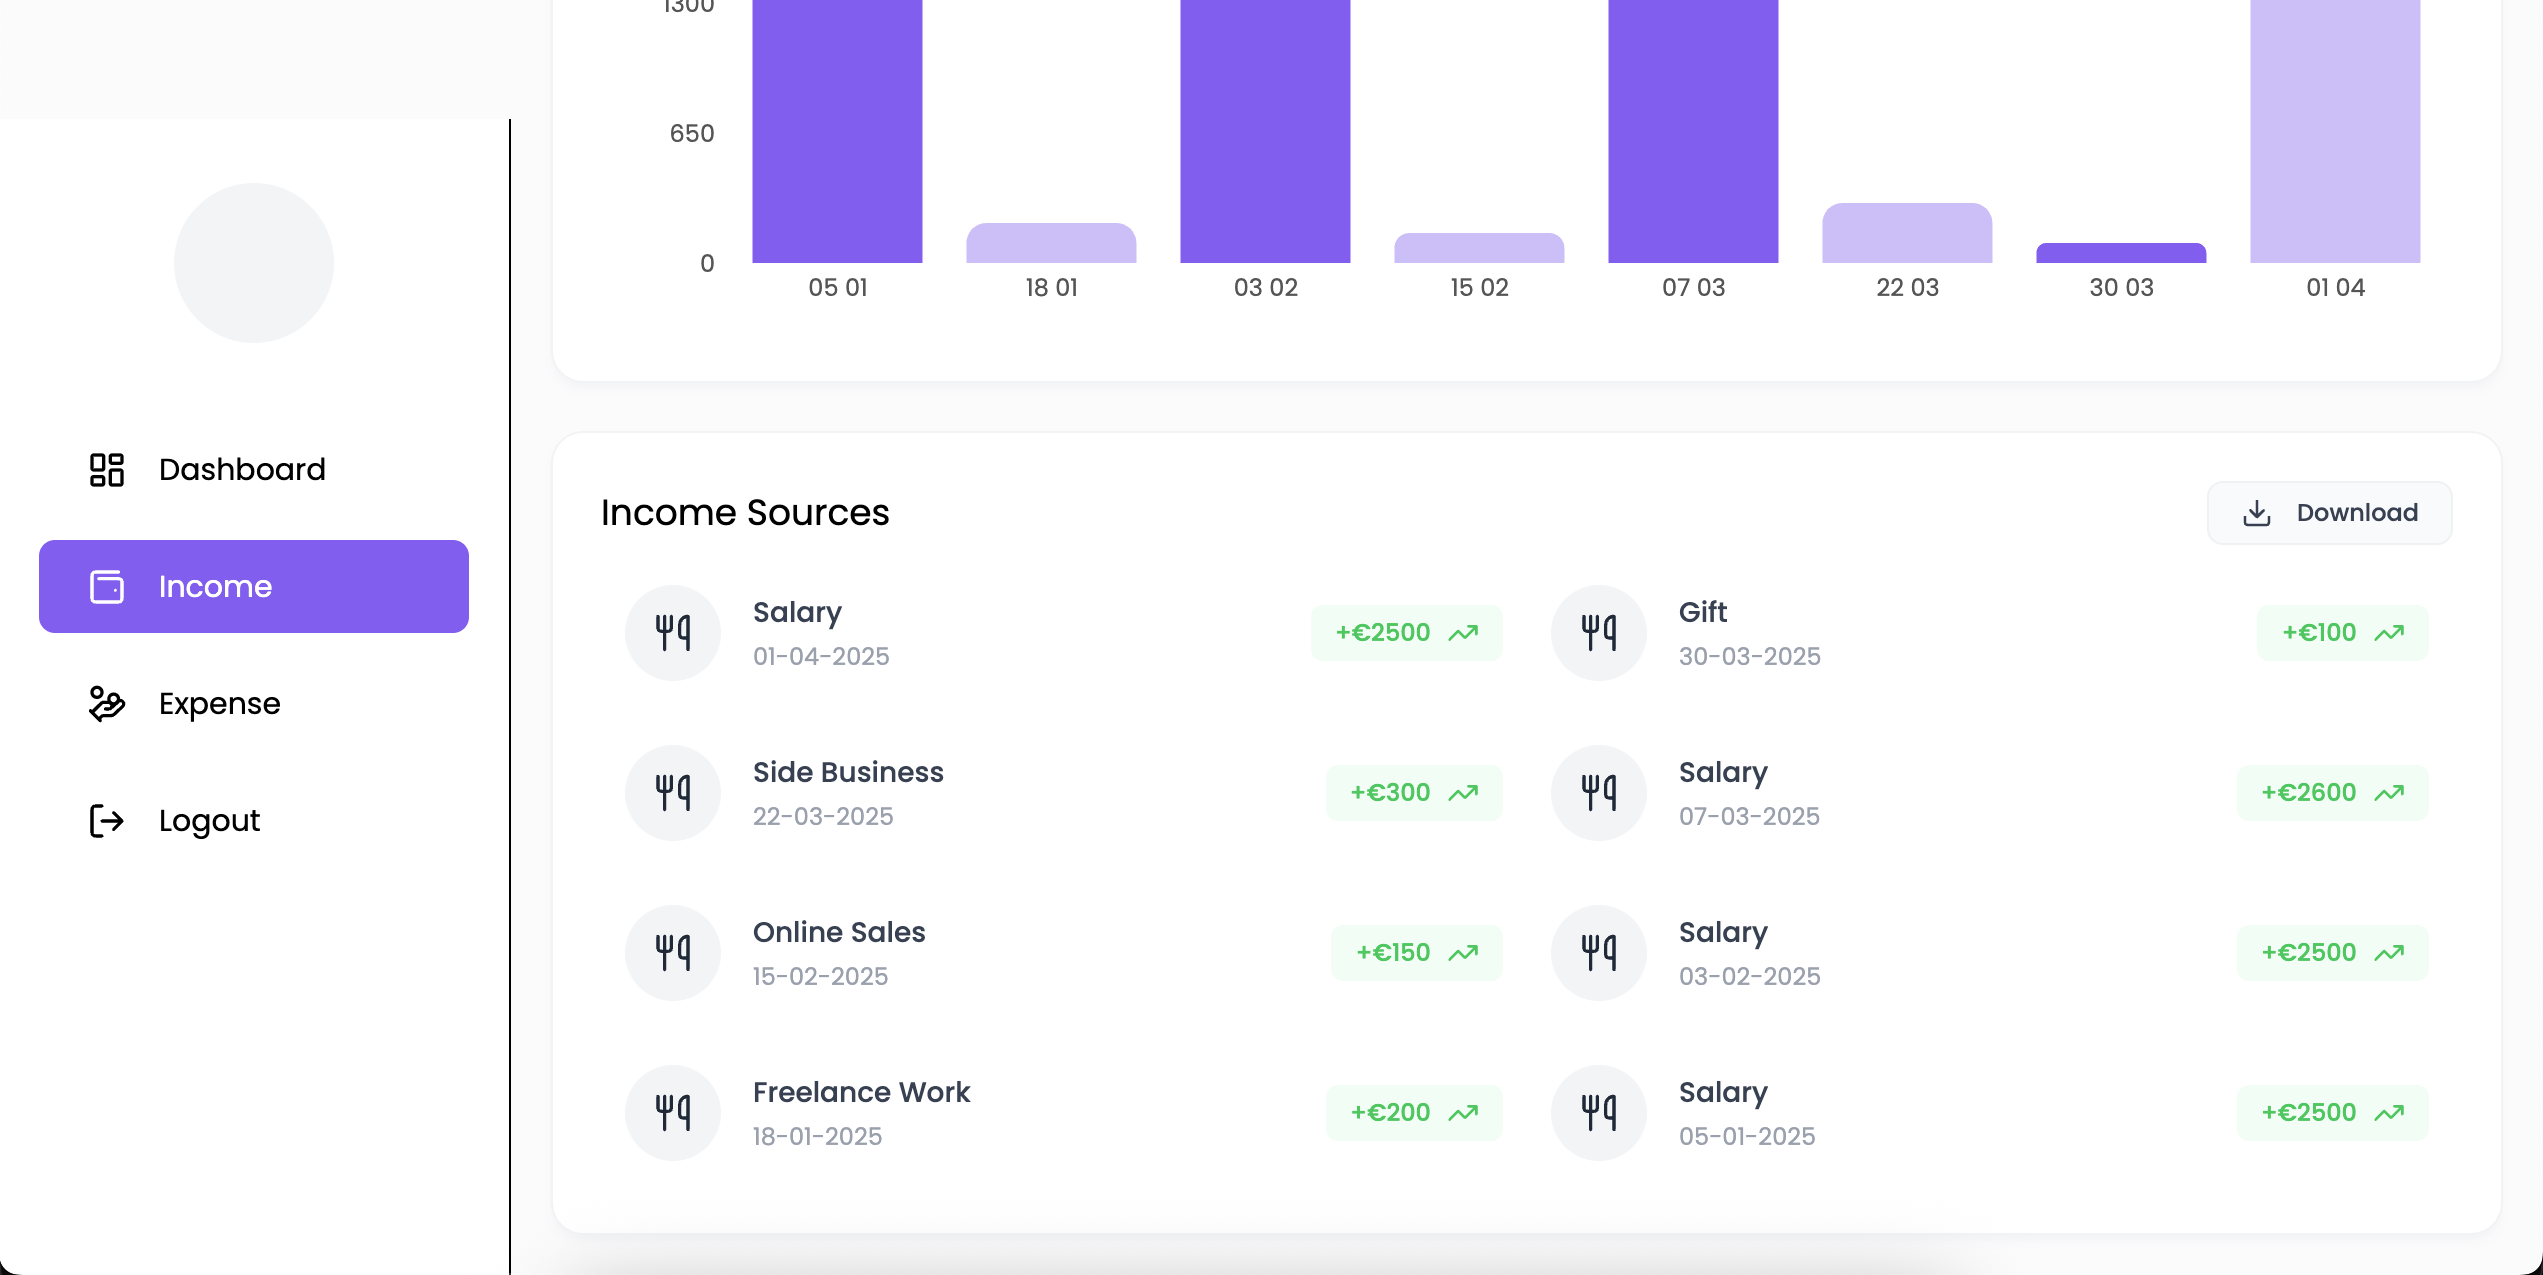 1300
650
0
05 01
18 01
03 02
15 02
07 03
22 03
30 03
01 04
Dashboard
Income
Expense
Logout
Income Sources
Download
Salary
01-04-2025
+€2500
Gift
30-03-2025
+€100
Side Business
22-03-2025
+€300
Salary
07-03-2025
+€2600
Online Sales
15-02-2025
+€150
Salary
03-02-2025
+€2500
Freelance Work
18-01-2025
+€200
Salary
05-01-2025
+€2500